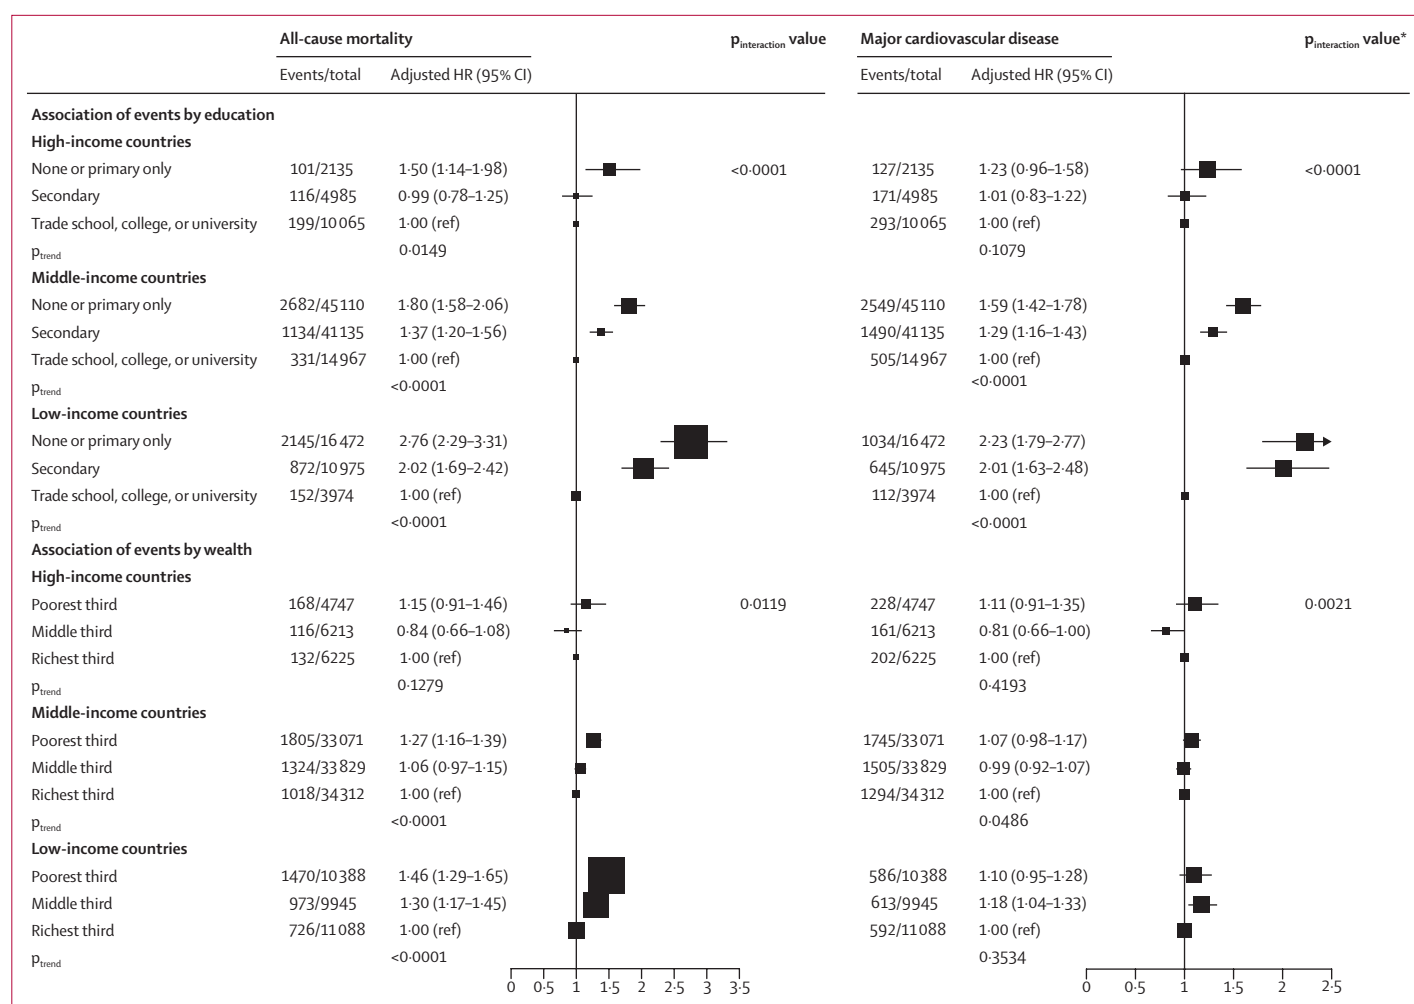 All-cause mortality pinteraction value Major cardiovascular disease pinteraction value*
Events/total Adjusted HR (95% CI) Events/total Adjusted HR (95% CI)
Association of events by education
High-income countries
None or primary only 101/2135 1·50 (1·14–1·98) <0·0001 127/2135 1·23 (0·96–1·58) <0·0001
Secondary 116/4985 0·99 (0·78–1·25) 171/4985 1·01 (0·83–1·22)
Trade school, college, or university 199/10 065 1·00 (ref) 293/10 065 1·00 (ref)
ptrend 0·0149 0·1079
Middle-income countries
None or primary only 2682/45 110 1·80 (1·58–2·06) 2549/45 110 1·59 (1·42–1·78)
Secondary 1134/41 135 1·37 (1·20–1·56) 1490/41 135 1·29 (1·16–1·43)
Trade school, college, or university 331/14 967 1·00 (ref) 505/14 967 1·00 (ref)
ptrend <0·0001 <0·0001
Low-income countries
None or primary only 2145/16 472 2·76 (2·29–3·31) 1034/16 472 2·23 (1·79–2·77)
Secondary 872/10 975 2·02 (1·69–2·42) 645/10 975 2·01 (1·63–2·48)
Trade school, college, or university 152/3974 1·00 (ref) 112/3974 1·00 (ref)
ptrend <0·0001 <0·0001
Association of events by wealth
High-income countries
Poorest third 168/4747 1·15 (0·91–1·46) 0·0119 228/4747 1·11 (0·91–1·35) 0·0021
Middle third 116/6213 0·84 (0·66–1·08) 161/6213 0·81 (0·66–1·00)
Richest third 132/6225 1·00 (ref) 202/6225 1·00 (ref)
ptrend 0·1279 0·4193
Middle-income countries
Poorest third 1805/33 071 1·27 (1·16–1·39) 1745/33 071 1·07 (0·98–1·17)
Middle third 1324/33 829 1·06 (0·97–1·15) 1505/33 829 0·99 (0·92–1·07)
Richest third 1018/34 312 1·00 (ref) 1294/34 312 1·00 (ref)
ptrend <0·0001 0·0486
Low-income countries
Poorest third 1470/10 388 1·46 (1·29–1·65) 586/10 388 1·10 (0·95–1·28)
Middle third 973/9945 1·30 (1·17–1·45) 613/9945 1·18 (1·04–1·33)
Richest third 726/11 088 1·00 (ref) 592/11 088 1·00 (ref)
ptrend <0·0001 0·3534
0 0·5 1 1·5 2 2·5 3 3·5 0 0·5 1 1·5 2 2·5